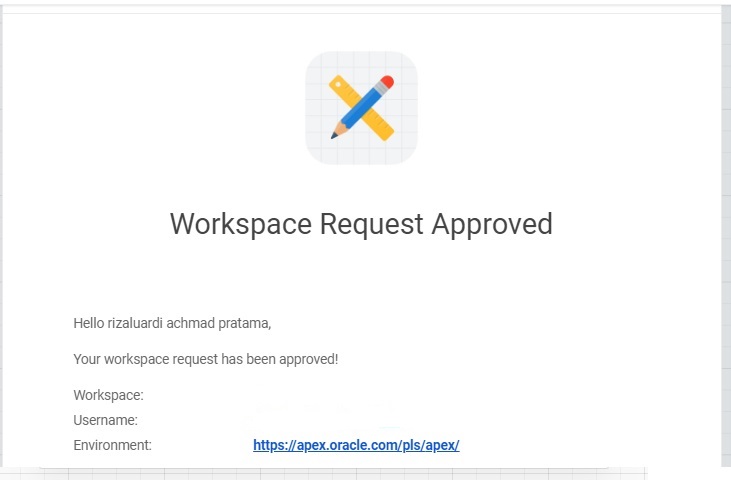 Workspace Request Approved
Hello rizaluardi achmad pratama,
Your workspace request has been approved!
Workspace:
Username:
Environment: https://apex.oracle.com/pls/apex/